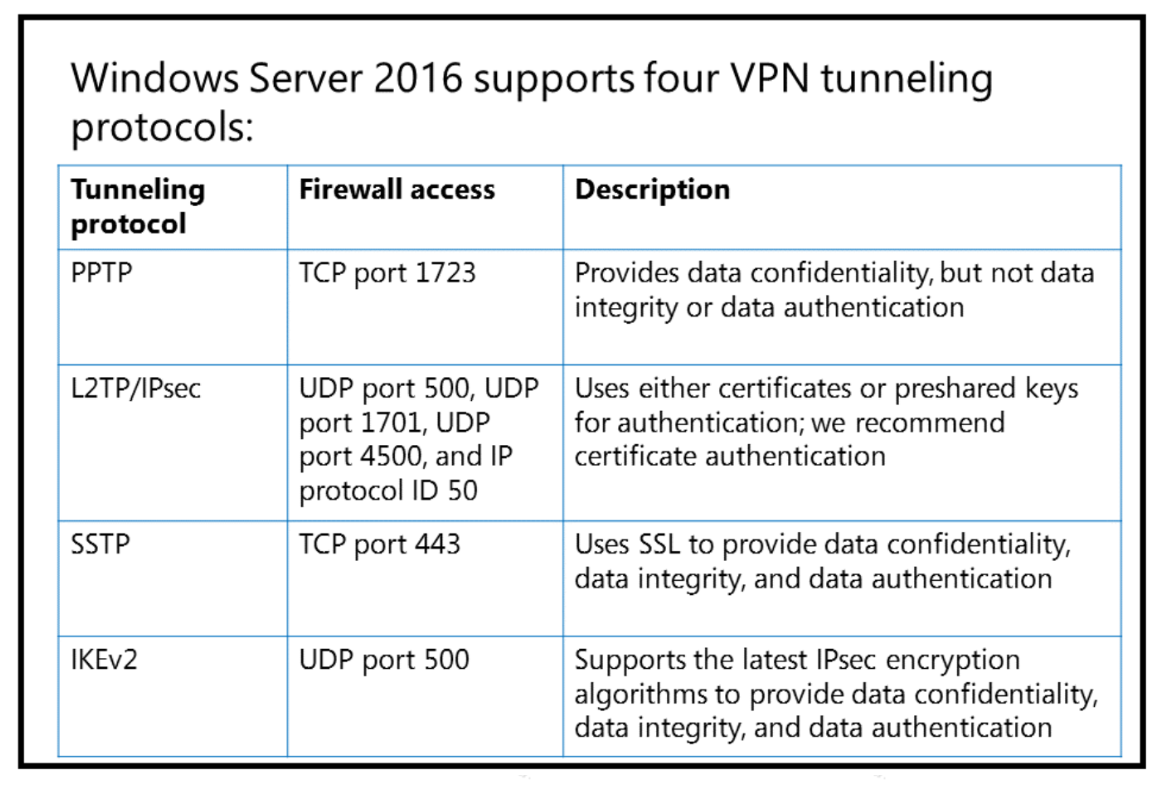 Windows Server 2016 supports four VPN tunneling
protocols:
Tunneling
protocol
Firewall access
Description
PPTP
TCP port 1723
Provides data confidentiality, but not data
integrity or data authentication
L2TP/IPsec
UDP port 500, UDP
port 1701, UDP
port 4500, and IP
protocol ID 50
Uses either certificates or preshared keys
for authentication; we recommend
certificate authentication
SSTP
TCP port 443
Uses SSL to provide data confidentiality,
data integrity, and data authentication
IKEv2
UDP port 500
Supports the latest IPsec encryption
algorithms to provide data confidentiality,
data integrity, and data authentication